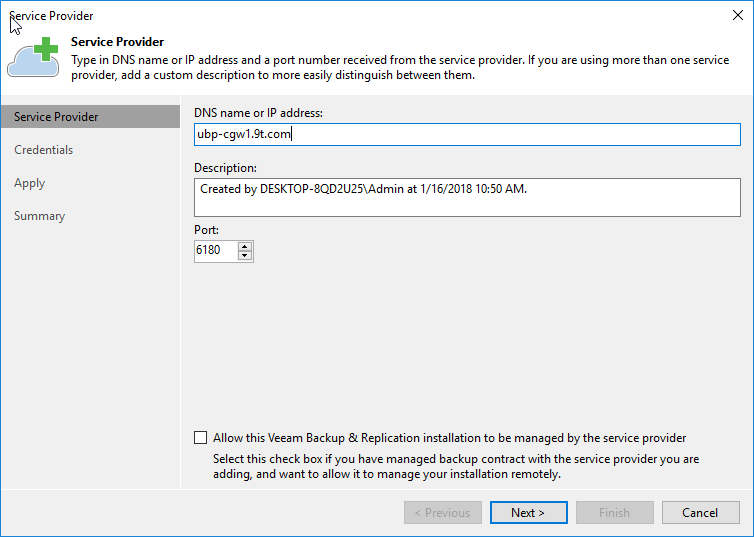 Service Provider
Service Provider
Type in DNS name or IP address and a port number received from the service provider. If you are using more than one service
provider, add a custom description to more easily distinguish between them.
Service Provider
Credentials
Apply
Summary
DNS name or IP address:
ubp-cgw1.9t.com
Description:
Created by DESKTOP-8QD2U25\Admin at 1/16/2018 10:50 AM.
Port:
6180
Allow this Veeam Backup & Replication installation to be managed by the service provider
Select this check box if you have managed backup contract with the service provider you are
adding, and want to allow it to manage your installation remotely.
< Previous
Next >
Finish
Cancel